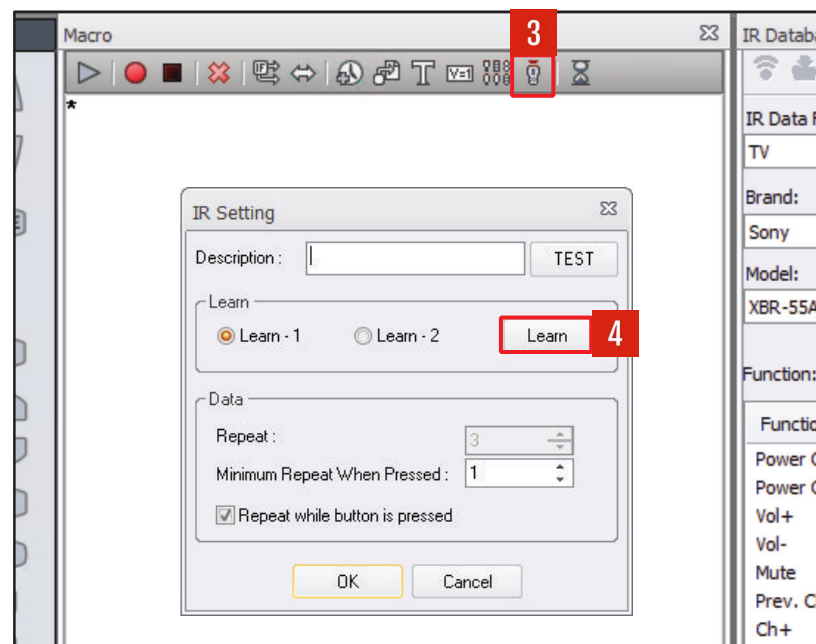 Macro
3
IR Databa
V=1
*
IR Data F
TV
Brand:
Sony
Model:
XBR-55A
Function:
Functio
Power C
Power C
Vol+
Vol-
Mute
Prev. C
Ch+
IR Setting
Description :
TEST
Learn
Learn - 1
Learn - 2
Learn
4
Data
Repeat :
3
Minimum Repeat When Pressed :
1
Repeat while button is pressed
OK
Cancel